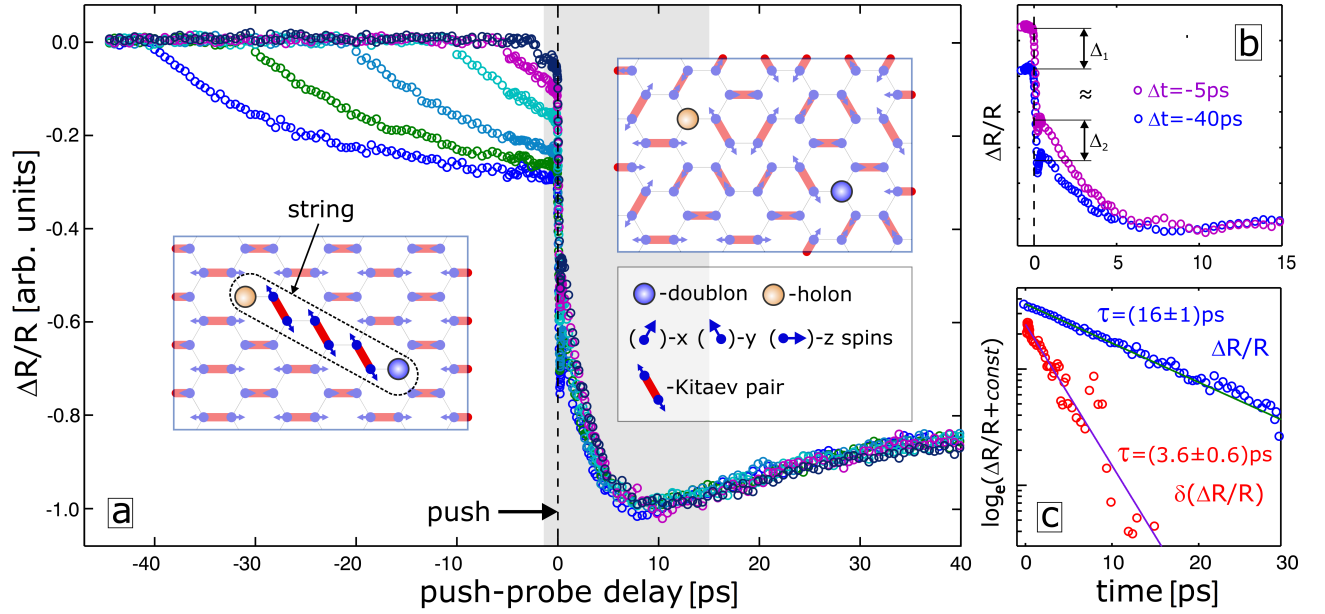 0.0
-0.2
-0.4
-0.6
-0.8
-1.0
ΔR/R [arb. units]
string
-doublon
-holon
( )-x ( )-y ( )-z spins
-Kitaev pair
push
a
-40
-30
-20
-10
0
10
20
30
40
push-probe delay [ps]
b
Δ1
≈
Δt=-5ps
Δt=-40ps
Δ2
ΔR/R
0
5
10
15
τ=(16±1)ps
ΔR/R
τ=(3.6±0.6)ps
δ(ΔR/R)
c
loge(ΔR/R+const)
0
10
20
30
time [ps]